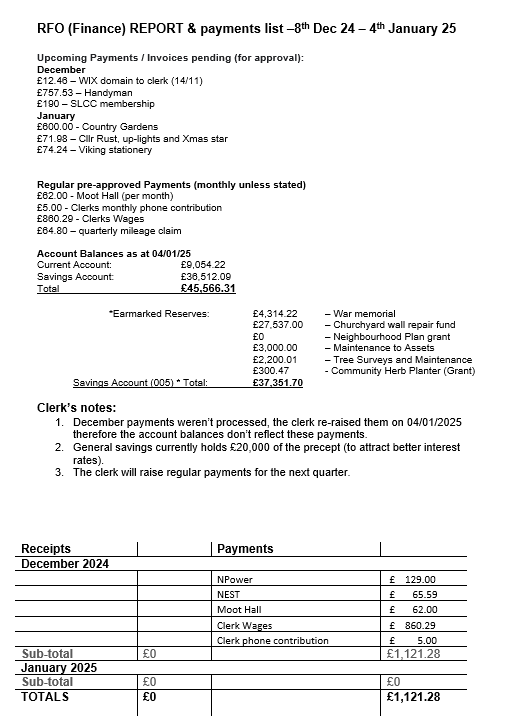 RFO (Finance) REPORT & payments list –8th Dec 24 – 4th January 25
Upcoming Payments / Invoices pending (for approval):
December
£12.46 – WIX domain to clerk (14/11)
£757.53 – Handyman
£190 – SLCC membership
January
£600.00 - Country Gardens
£71.98 – Cllr Rust, up-lights and Xmas star
£74.24 – Viking stationery
Regular pre-approved Payments (monthly unless stated)
£62.00 - Moot Hall (per month)
£5.00 - Clerks monthly phone contribution
£860.29 - Clerks Wages
£64.80 – quarterly mileage claim
Account Balances as at 04/01/25
Current Account: £9,054.22
Savings Account: £36,512.09
Total £45,566.31
*Earmarked Reserves: £4,314.22 – War memorial
£27,537.00 – Churchyard wall repair fund
£0 – Neighbourhood Plan grant
£3,000.00 – Maintenance to Assets
£2,200.01 – Tree Surveys and Maintenance
£300.47 - Community Herb Planter (Grant)
Savings Account (005) * Total: £37,351.70
Clerk's notes:
1. December payments weren't processed, the clerk re-raised them on 04/01/2025
therefore the account balances don't reflect these payments.
2. General savings currently holds £20,000 of the precept (to attract better interest
rates).
3. The clerk will raise regular payments for the next quarter.
Receipts Payments
December 2024
NPower £ 129.00
NEST £ 65.59
Moot Hall £ 62.00
Clerk Wages £ 860.29
Clerk phone contribution £ 5.00
Sub-total £0 £1,121.28
January 2025
Sub-total £0 £0
TOTALS £0 £1,121.28